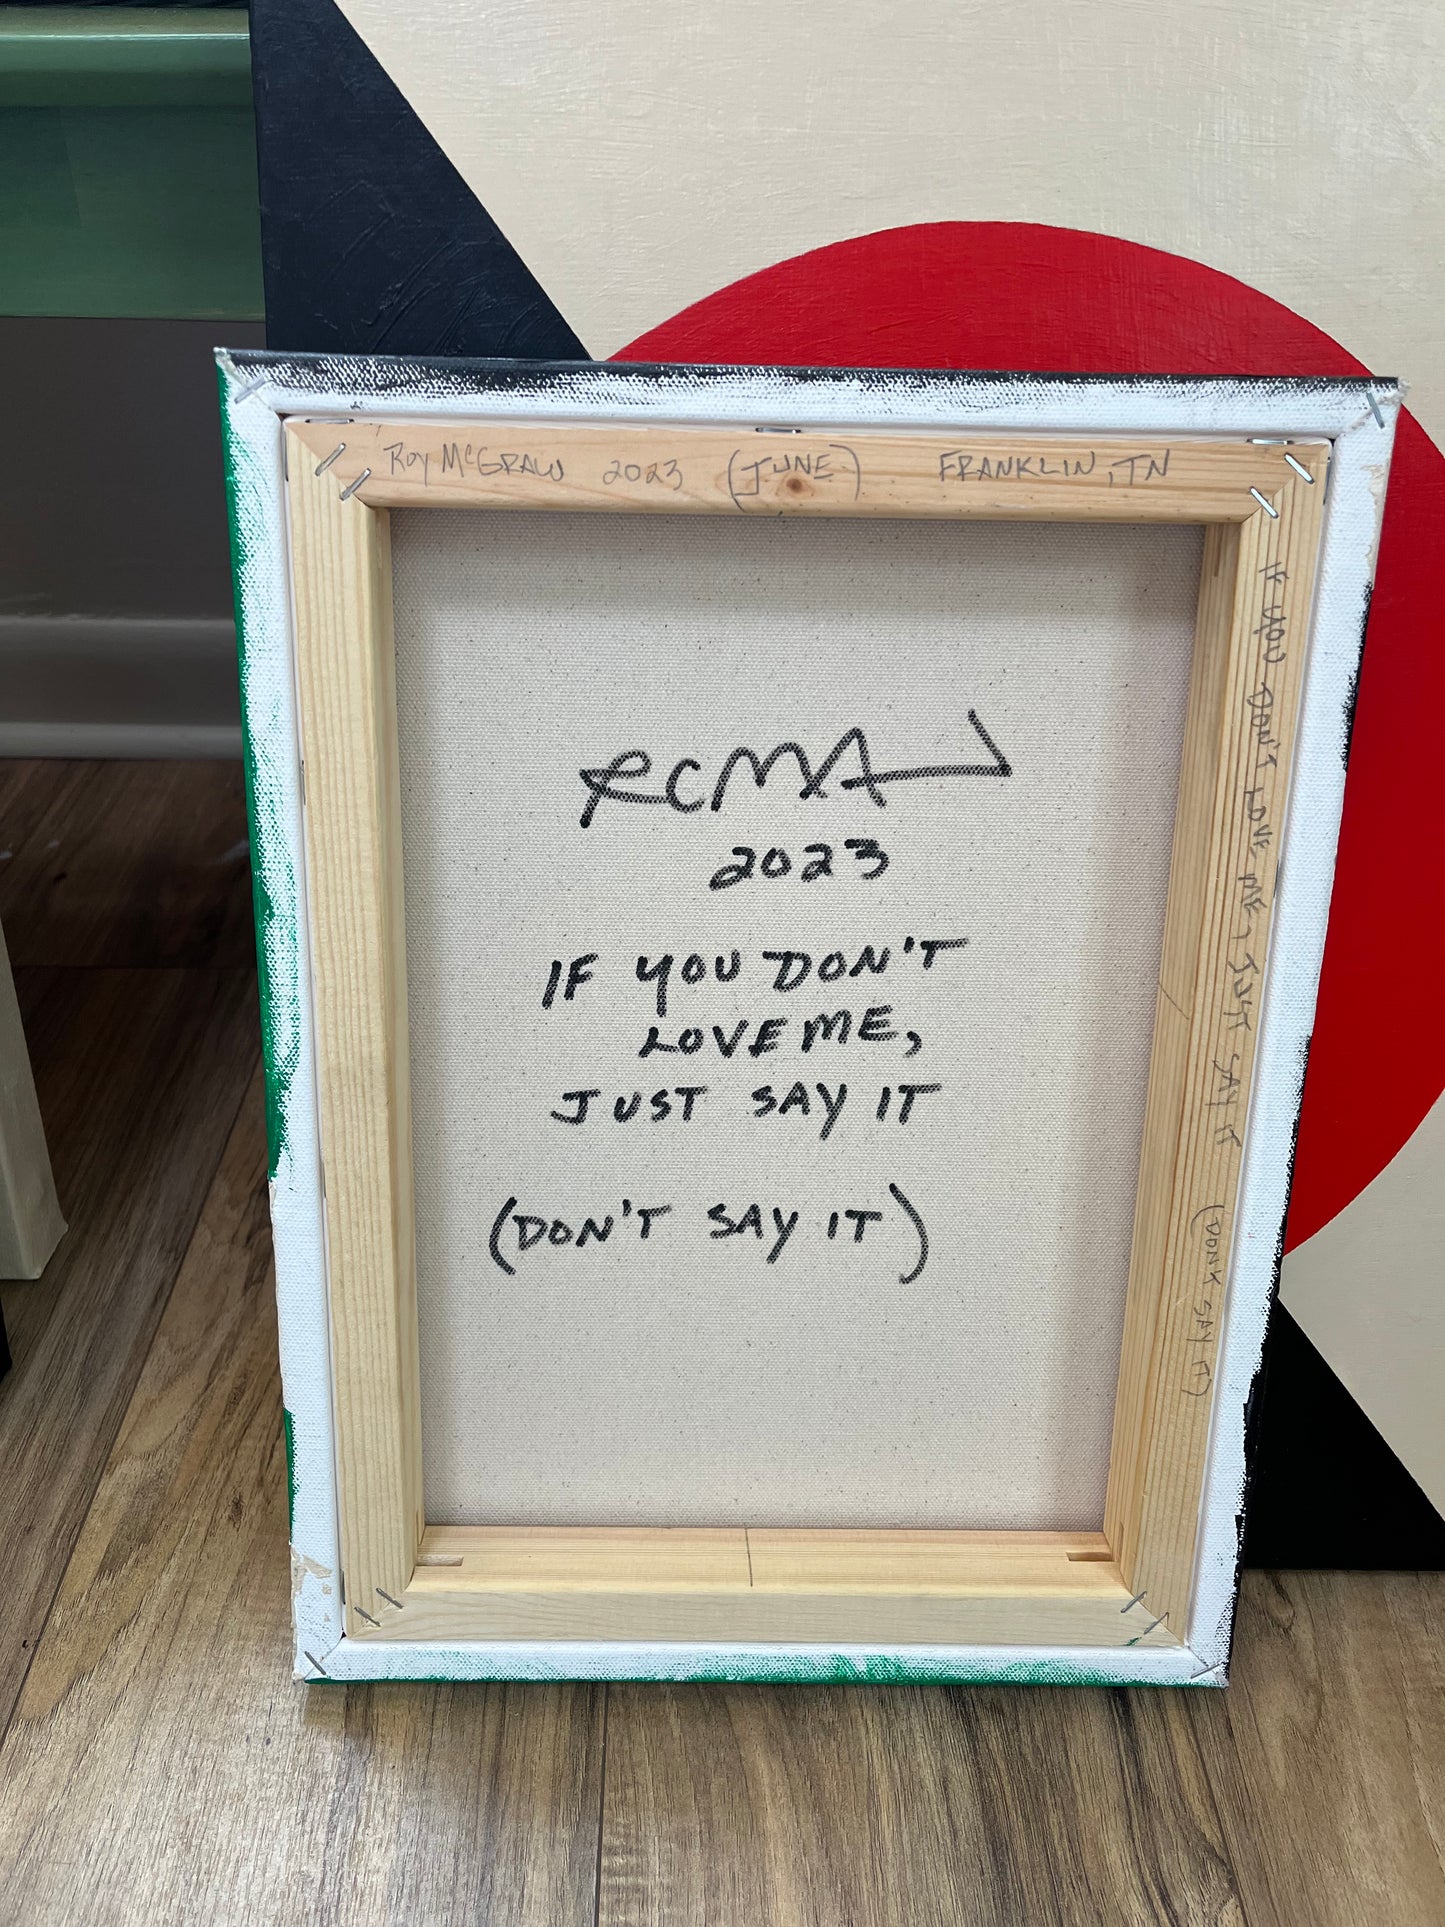 Roy McGRAW 2023 (JUNE) FRANKLIN, TN
RCMA
2023
IF YOU DON'T
LOVE ME,
JUST SAY IT
(DON'T SAY IT)
IF YOU DON'T LOVE ME, JUST SAY IT (DON'T SAY IT)